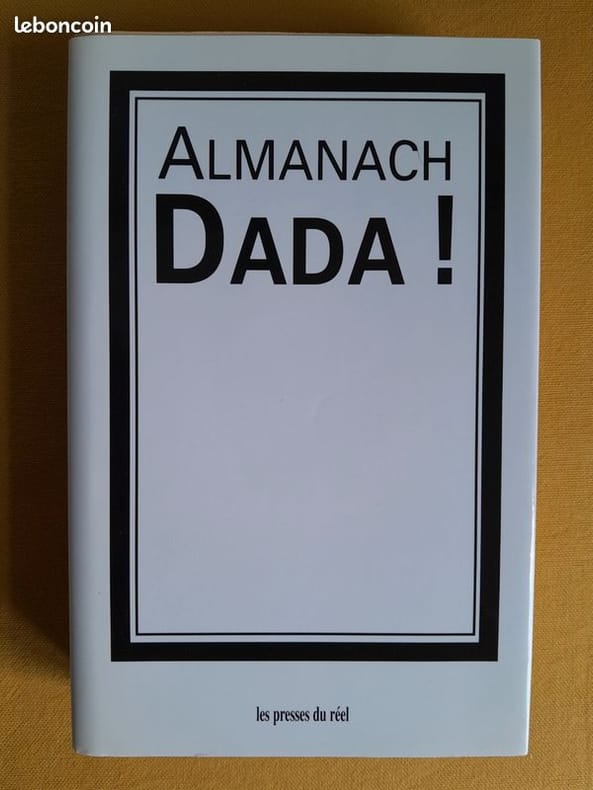 leboncoin
ALMANACH
DADA !
les presses du réel